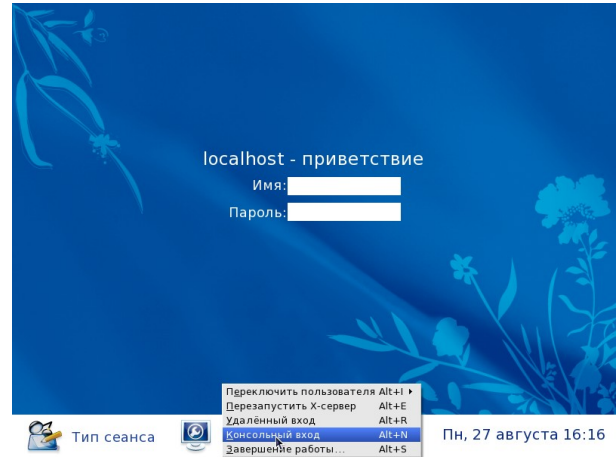 localhost - приветствие
Имя:
Пароль:
Переключить пользователя Alt+I
Перезапустить X-сервер Alt+E
Удалённый вход Alt+R
Консольный вход Alt+N
Завершение работы... Alt+S
Тип сеанса
Пн, 27 августа 16:16